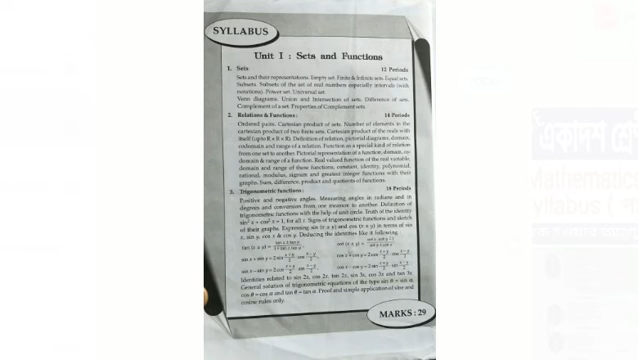 SYLLABUS
Unit I : Sets and Functions
1. Sets 12 Periods
Sets and their representations. Empty set. Finite & Infinite sets. Equal sets.
Subsets. Subsets of the set of real numbers especially intervals (with
notations). Power set. Universal set.
Venn diagrams. Union and Intersection of sets. Difference of sets.
Complement of a set. Properties of Complement sets.
2. Relations & Functions : 14 Periods
Ordered pairs. Cartesian product of sets. Number of elements in the
cartesian product of two finite sets. Cartesian product of the reals with
itself (upto R × R × R). Definition of relation, pictorial diagrams, domain,
codomain and range of a relation. Function as a special kind of relation
from one set to another. Pictorial representation of a function, domain, co-
domain & range of a function. Real valued function of the real variable,
domain and range of these functions, constant, identity, polynomial,
rational, modulus, signum and greatest integer functions with their
graphs. Sum, difference, product and quotients of functions.
3. Trigonometric functions : 18 Periods
Positive and negative angles. Measuring angles in radians and in
degrees and conversion from one measure to another. Definition of
trigonometric functions with the help of unit circle. Truth of the identity
sin² x + cos² x = 1, for all x. Signs of trigonometric functions and sketch
of their graphs. Expressing sin (x ± y) and cos (x ± y) in terms of sin
x, sin y, cos x & cos y. Deducing the identities like following
Identities related to sin 2x, cos 2x, tan 2x, sin 3x, cos 3x and tan 3x.
General solution of trigonometric equations of the type sin θ = sin α,
cos θ = cos α and tan θ = tan α. Proof and simple application of sine and
cosine rules only.
MARKS : 29
একাদশ শ্রে
Mathematics
Syllabus (